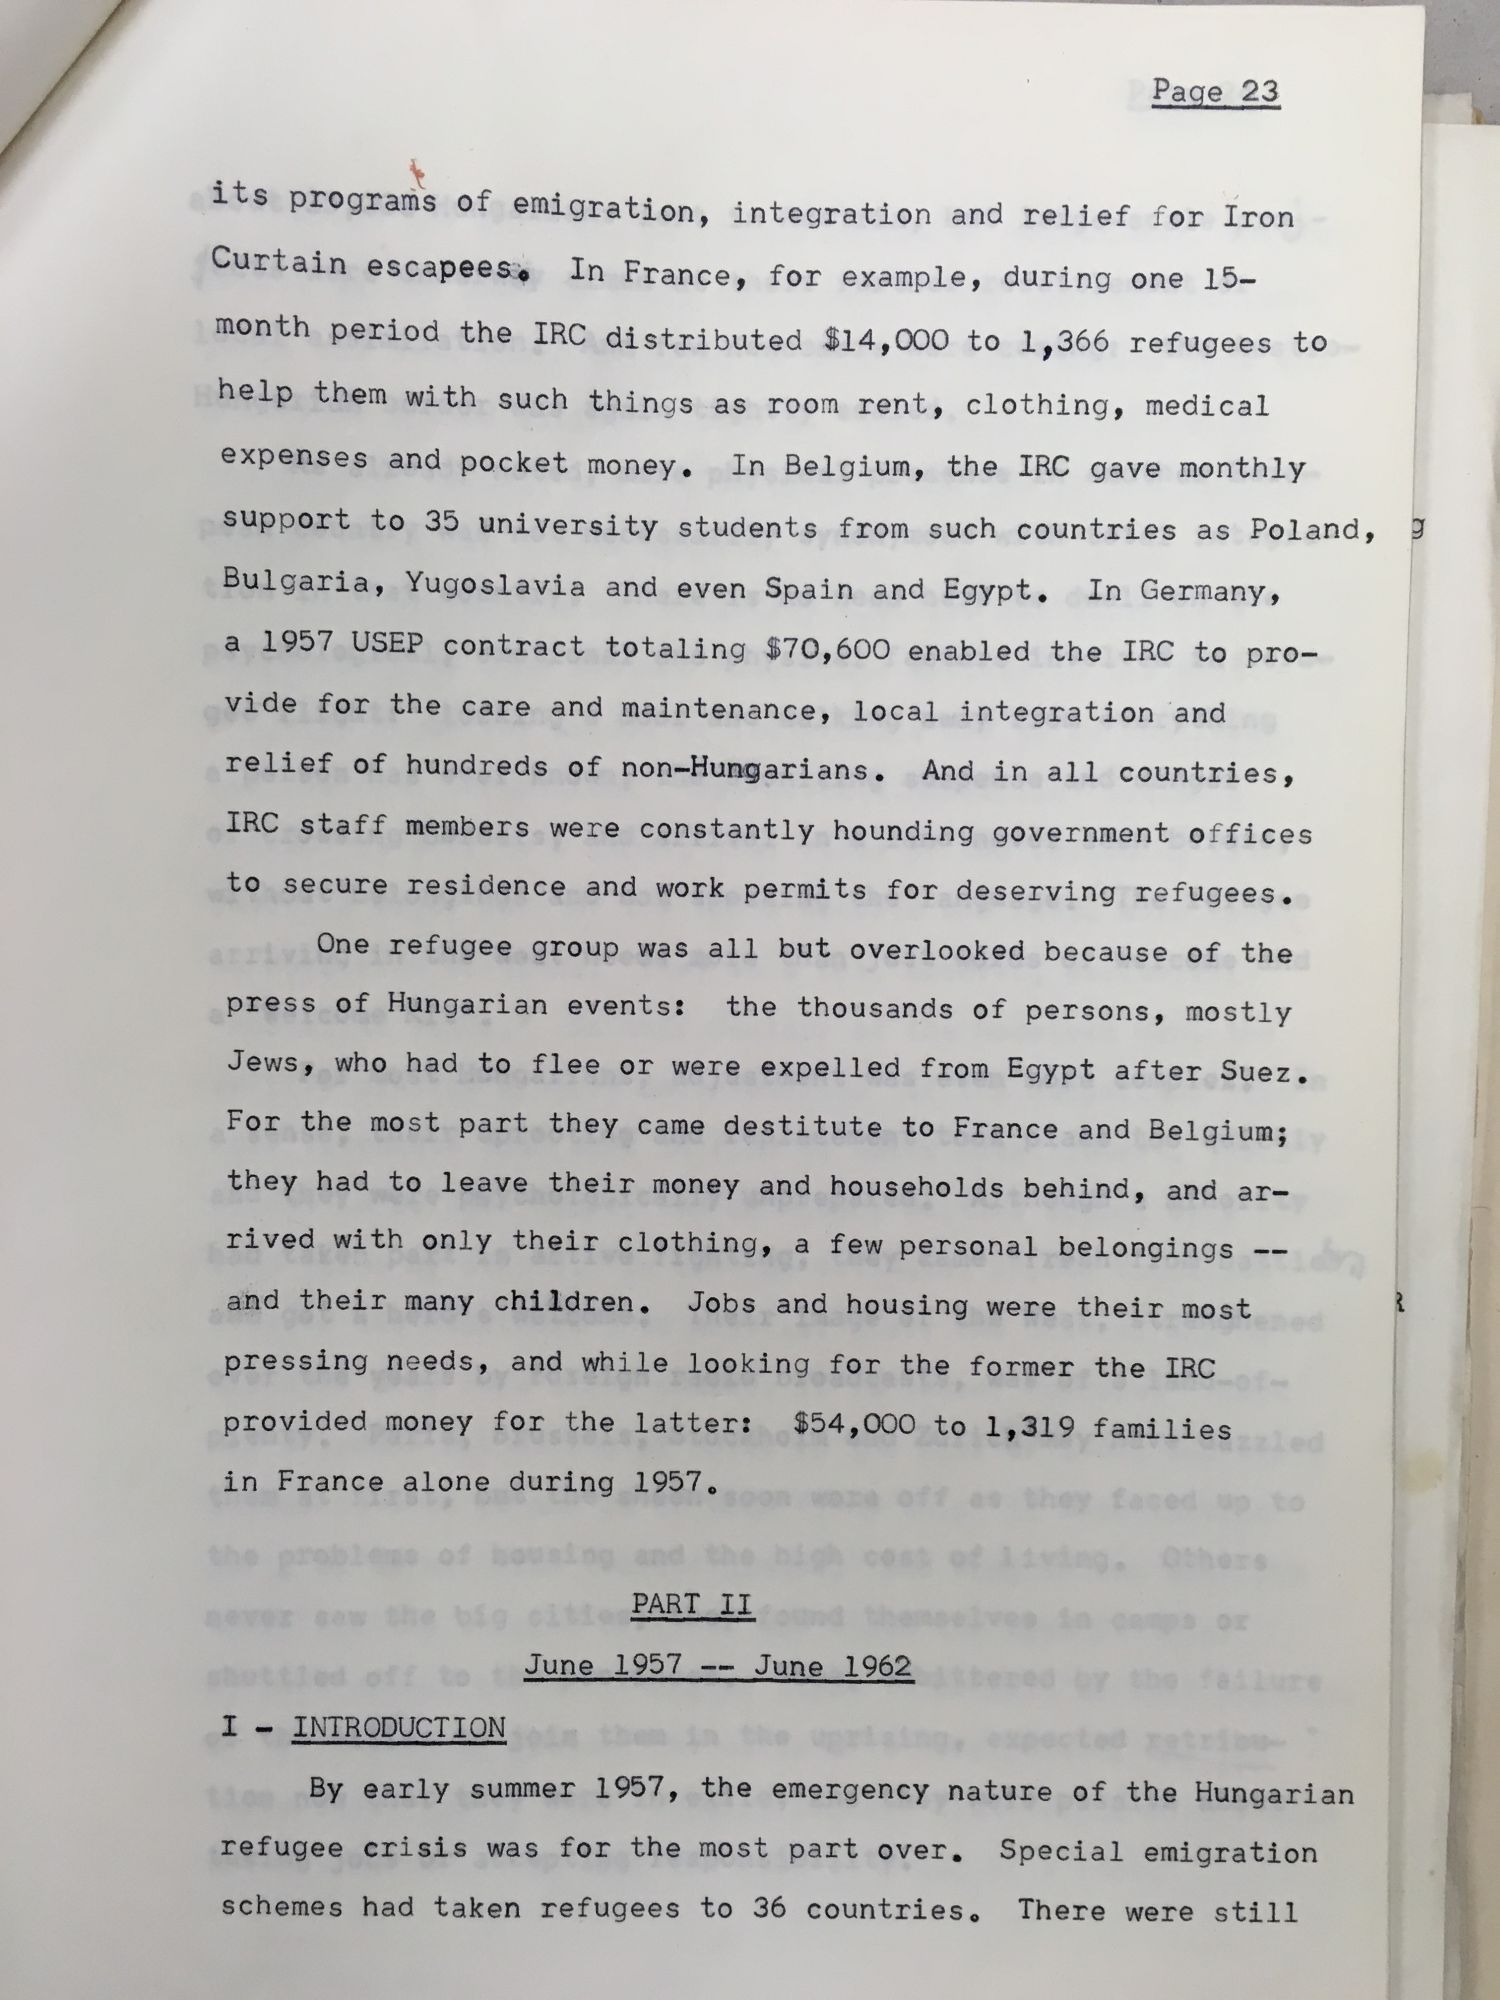 Page 23
its programs of emigration, integration and relief for Iron
Curtain escapees. In France, for example, during one 15-
month period the IRC distributed $14,000 to 1,366 refugees to
help them with such things as room rent, clothing, medical
expenses and pocket money. In Belgium, the IRC gave monthly
support to 35 university students from such countries as Poland,
Bulgaria, Yugoslavia and even Spain and Egypt. In Germany,
a 1957 USEP contract totaling $70,600 enabled the IRC to pro-
vide for the care and maintenance, local integration and
relief of hundreds of non-Hungarians. And in all countries,
IRC staff members were constantly hounding government offices
to secure residence and work permits for deserving refugees.
One refugee group was all but overlooked because of the
press of Hungarian events: the thousands of persons, mostly
Jews, who had to flee or were expelled from Egypt after Suez.
For the most part they came destitute to France and Belgium;
they had to leave their money and households behind, and ar-
rived with only their clothing, a few personal belongings --
and their many children. Jobs and housing were their most
pressing needs, and while looking for the former the IRC
provided money for the latter: $54,000 to 1,319 families
in France alone during 1957.
PART II
June 1957 -- June 1962
I - INTRODUCTION
By early summer 1957, the emergency nature of the Hungarian
refugee crisis was for the most part over. Special emigration
schemes had taken refugees to 36 countries. There were still